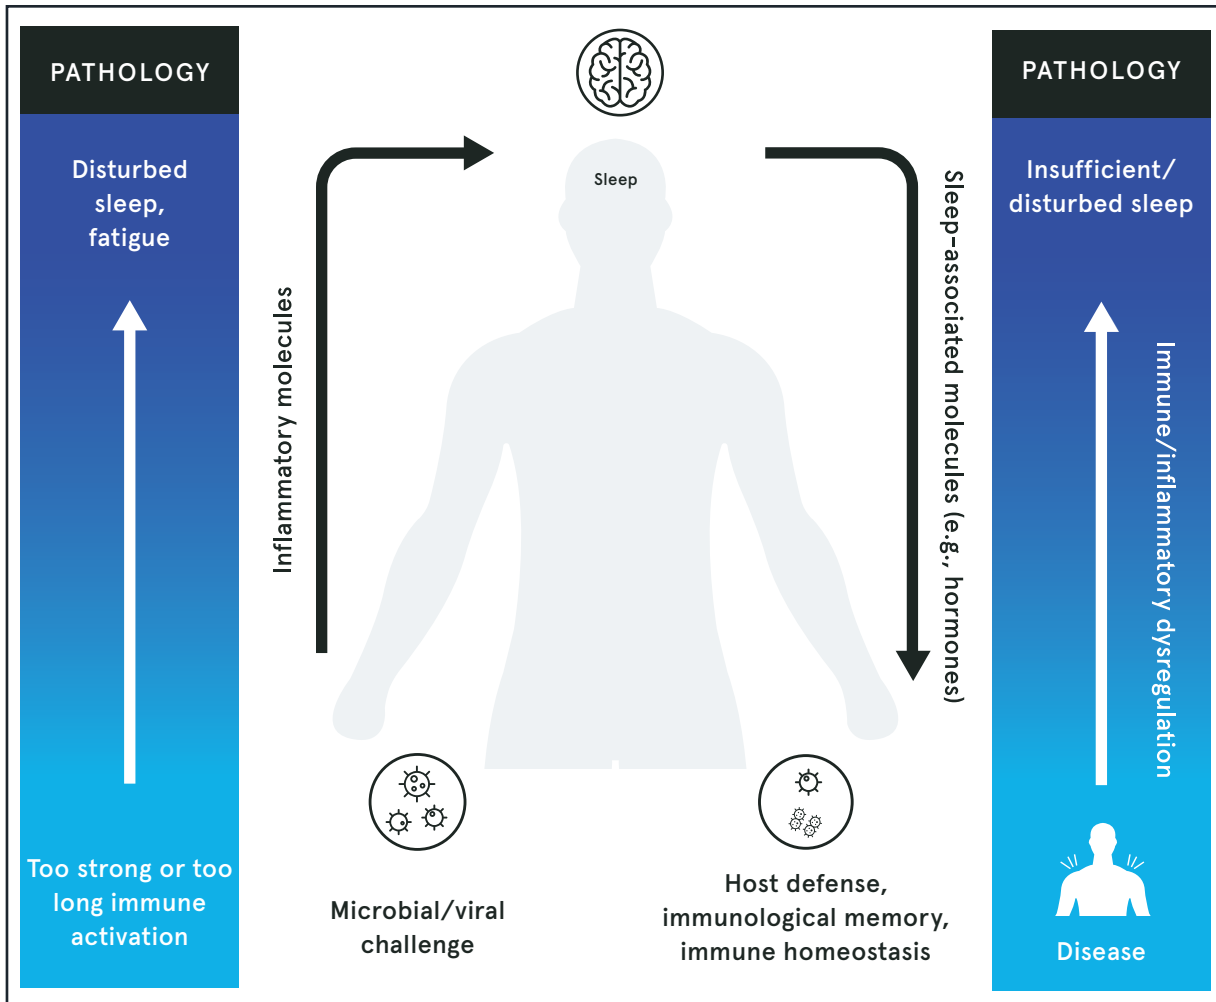 PATHOLOGY
Disturbed
sleep,
fatigue
Too strong or too
long immune
activation
Inflammatory molecules
Sleep
Microbial/viral
challenge
Sleep-associated molecules (e.g., hormones)
Host defense,
immunological memory,
immune homeostasis
PATHOLOGY
Insufficient/
disturbed sleep
Immune/inflammatory dysregulation
Disease